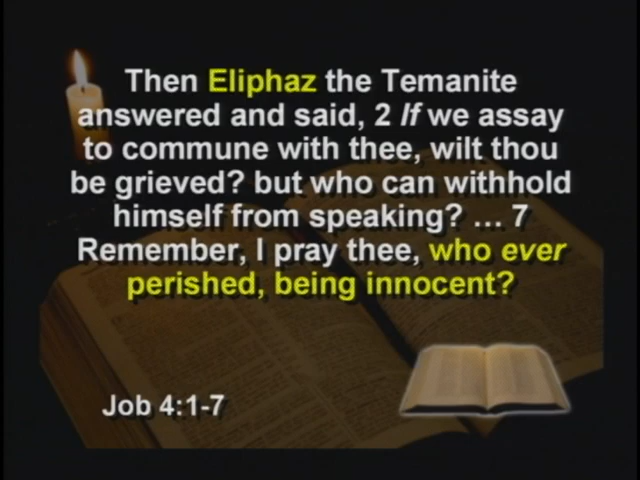 Then Eliphaz the Temanite
answered and said, 2 If we assay
to commune with thee, wilt thou
be grieved? but who can withhold
himself from speaking? ... 7
Remember, I pray thee, who ever
perished, being innocent?
Job 4:1-7